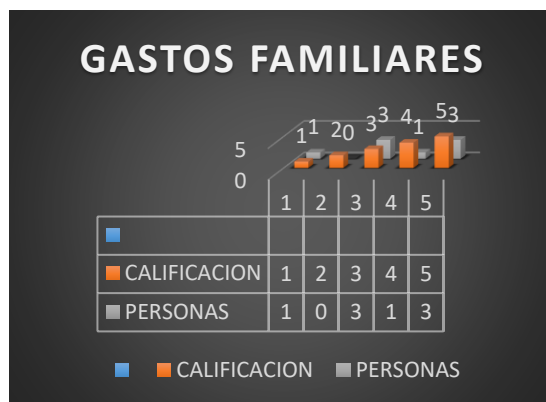 GASTOS FAMILIARES
1 1 2 0 3 3 4 1 5 3
5
0
1 2 3 4 5
CALIFICACION 1 2 3 4 5
PERSONAS 1 0 3 1 3
CALIFICACION PERSONAS